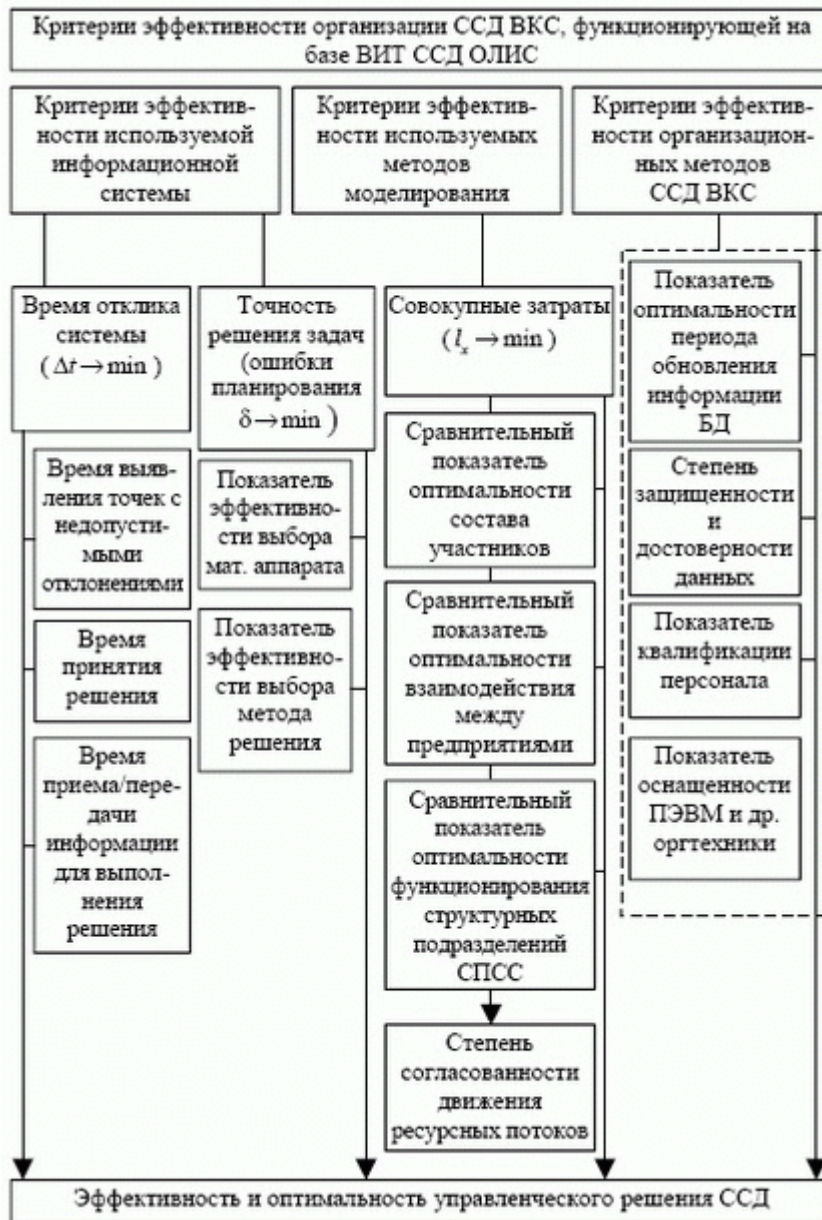 Критерии эффективности организации ССД ВКС, функционирующей на
базе ВИТ ССД ОЛИС
Критерии эффектив-
ности используемой
информационной
системы
Критерии эффектив-
ности используемых
методов
моделирования
Критерии эффектив-
ности организацион-
ных методов
ССД ВКС
Время отклика
системы
( Δt → min )
Точность
решения задач
(ошибки
планирования
δ → min )
Совокупные затраты
( lₓ → min )
Показатель
оптимальности
периода
обновления
информации
БД
Время выяв-
ления точек с
недопусти-
мыми
отклонениями
Показатель
эффективно-
сти выбора
мат. аппарата
Сравнительный
показатель
оптимальности
состава
участников
Степень
защищенности
и
достоверности
данных
Время
принятия
решения
Показатель
эффективно-
сти выбора
метода
решения
Сравнительный
показатель
оптимальности
взаимодействия
между
предприятиями
Показатель
квалификации
персонала
Время
приема/пере-
дачи
информации
для выпол-
нения
решения
Сравнительный
показатель
оптимальности
функционирования
структурных
подразделений
СПСС
Показатель
оснащенности
ПЭВМ и др.
оргтехники
Степень
согласованности
движения
ресурсных потоков
Эффективность и оптимальность управленческого решения ССД